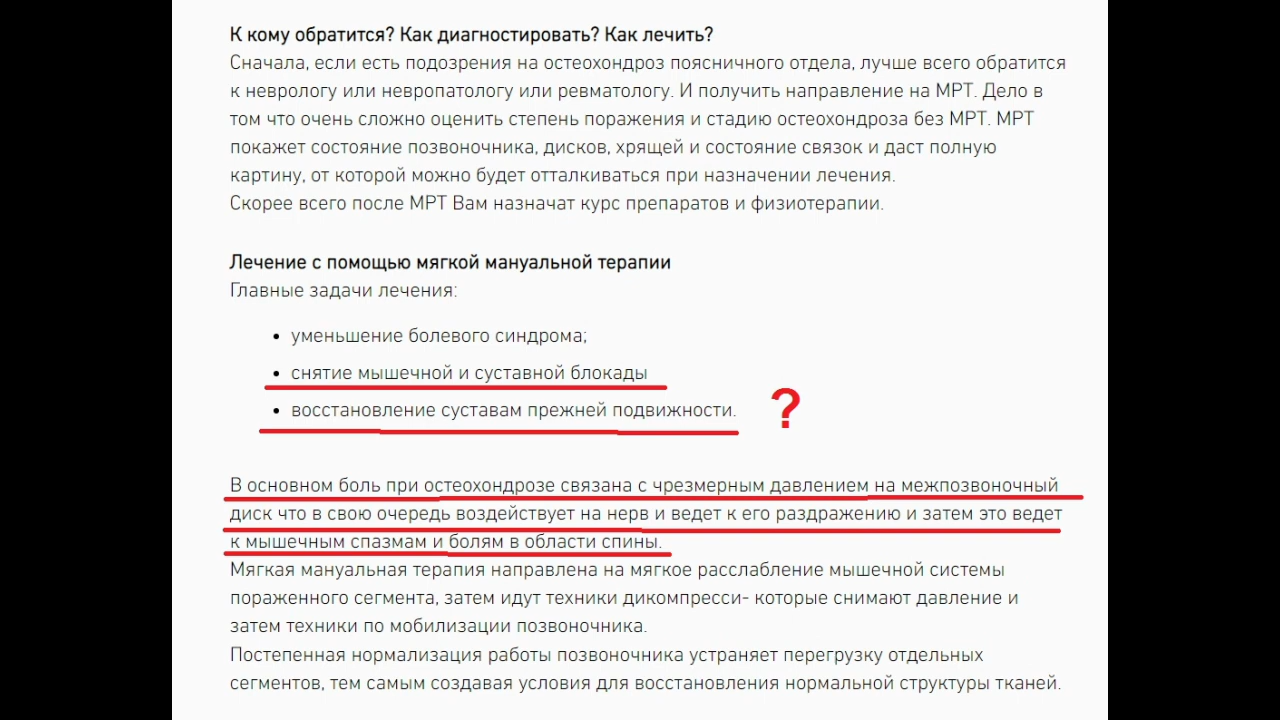 К кому обратится? Как диагностировать? Как лечить?
Сначала, если есть подозрения на остеохондроз поясничного отдела, лучше всего обратится
к неврологу или невропатологу или ревматологу. И получить направление на МРТ. Дело в
том что очень сложно оценить степень поражения и стадию остеохондроза без МРТ. МРТ
покажет состояние позвоночника, дисков, хрящей и состояние связок и даст полную
картину, от которой можно будет отталкиваться при назначении лечения.
Скорее всего после МРТ Вам назначат курс препаратов и физиотерапии.
Лечение с помощью мягкой мануальной терапии
Главные задачи лечения:
• уменьшение болевого синдрома;
• снятие мышечной и суставной блокады
• восстановление суставам прежней подвижности.
?
В основном боль при остеохондрозе связана с чрезмерным давлением на межпозвоночный
диск что в свою очередь воздействует на нерв и ведет к его раздражению и затем это ведет
к мышечным спазмам и болям в области спины.
Мягкая мануальная терапия направлена на мягкое расслабление мышечной системы
пораженного сегмента, затем идут техники дикомпресси- которые снимают давление и
затем техники по мобилизации позвоночника.
Постепенная нормализация работы позвоночника устраняет перегрузку отдельных
сегментов, тем самым создавая условия для восстановления нормальной структуры тканей.